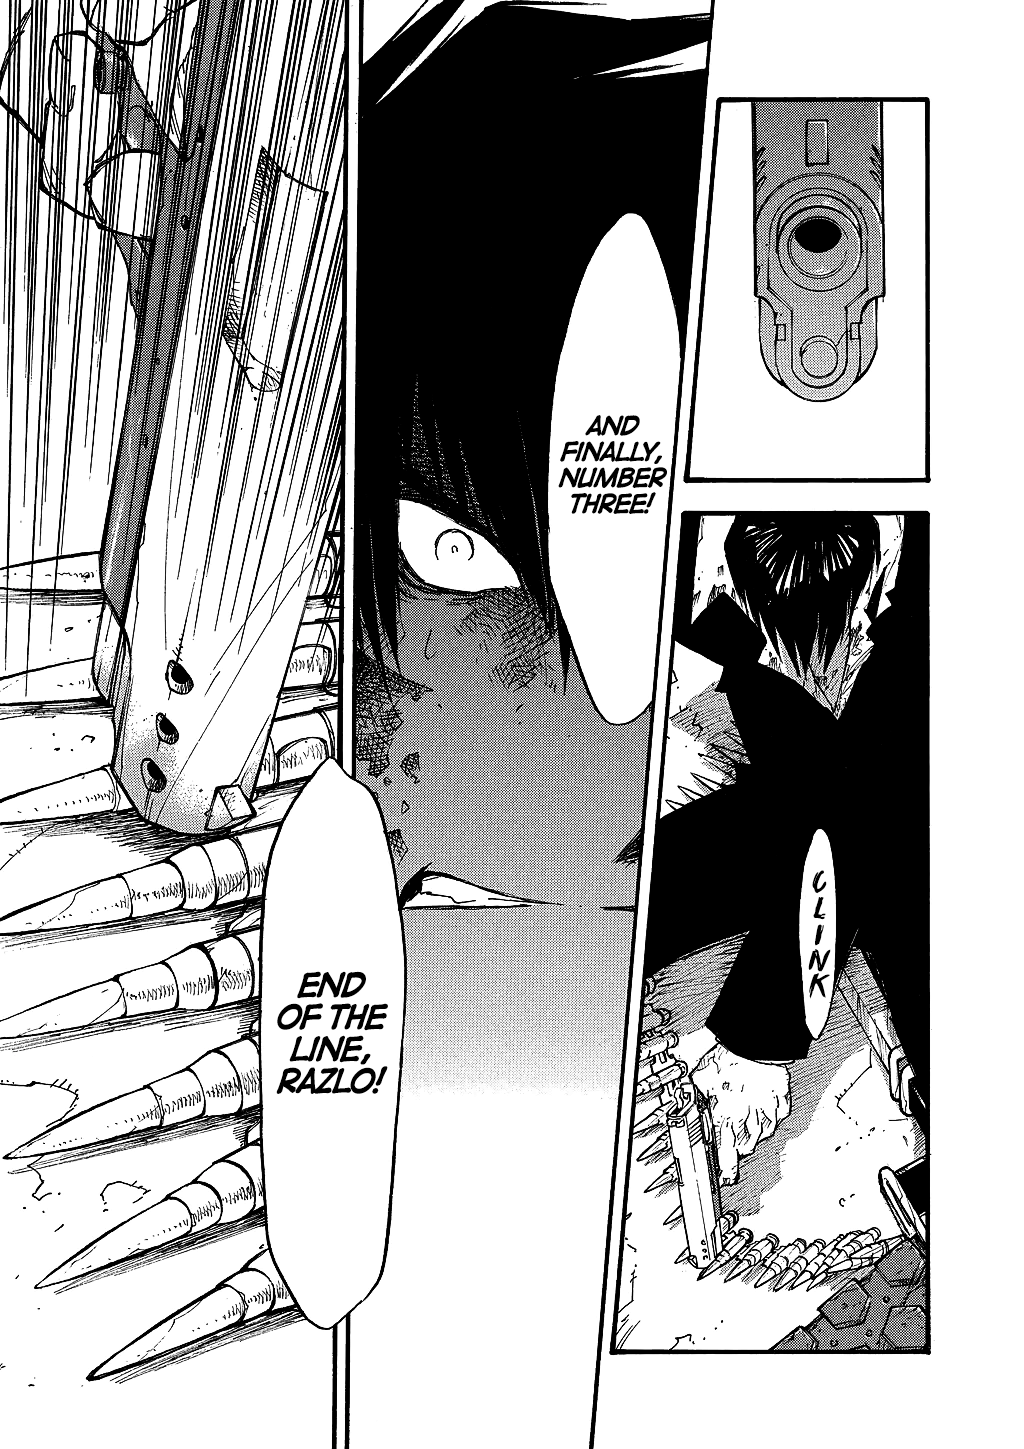 CLINK
AND
FINALLY,
NUMBER
THREE!
END
OF THE
LINE,
RAZLO!